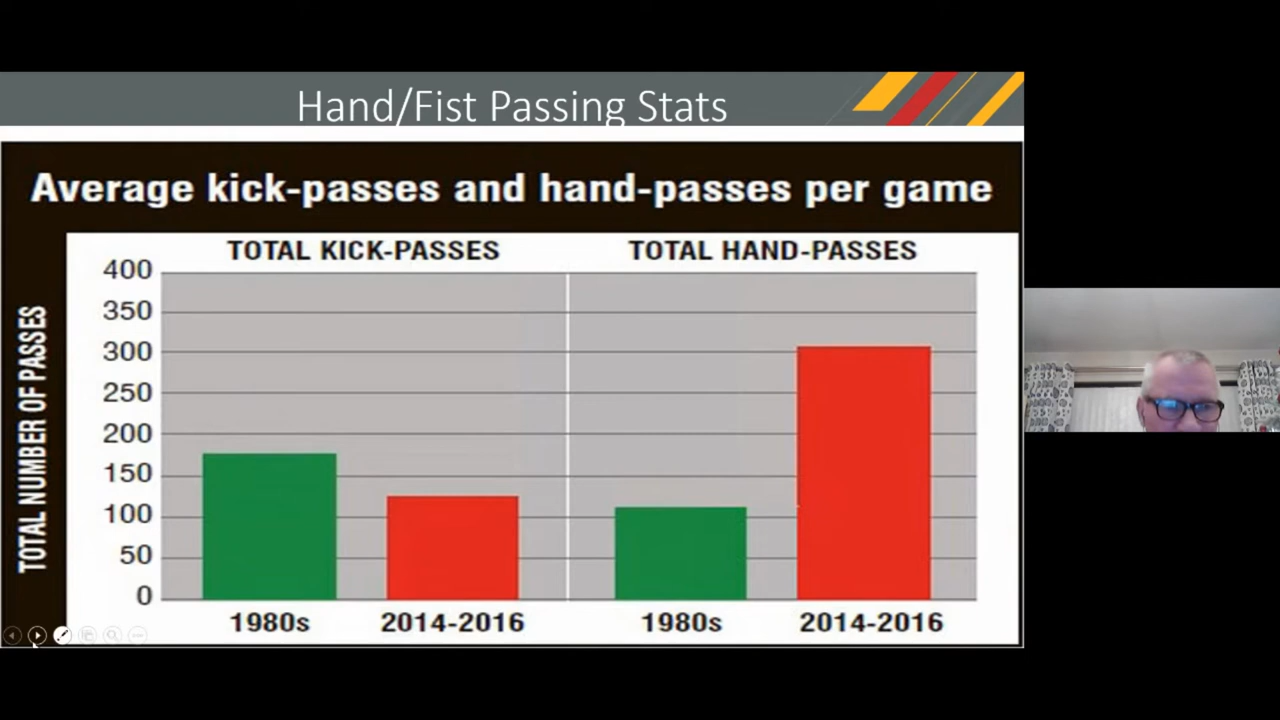 Hand/Fist Passing Stats
Average kick-passes and hand-passes per game
TOTAL KICK-PASSES
TOTAL HAND-PASSES
TOTAL NUMBER OF PASSES
400
350
300
250
200
150
100
50
0
1980s
2014-2016
1980s
2014-2016